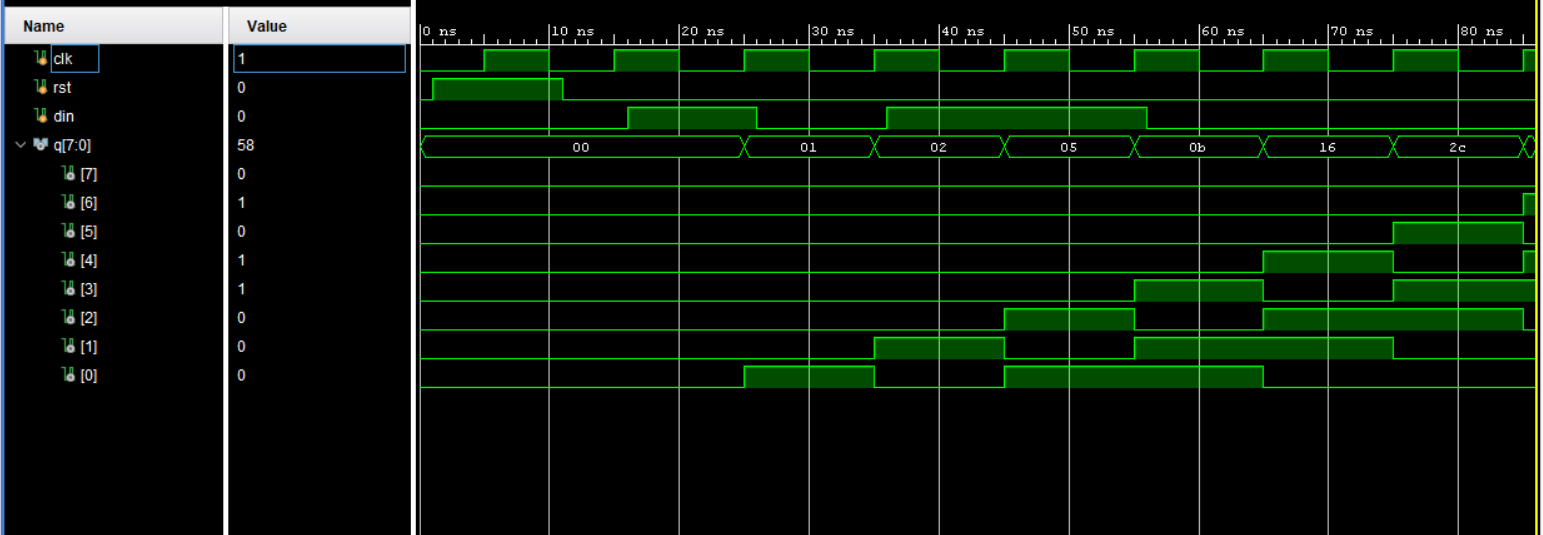 Name Value
0 ns 10 ns 20 ns 30 ns 40 ns 50 ns 60 ns 70 ns 80 ns
clk 1
rst 0
din 0
q[7:0] 58 00 01 02 05 0b 16 2c
[7] 0
[6] 1
[5] 0
[4] 1
[3] 1
[2] 0
[1] 0
[0] 0